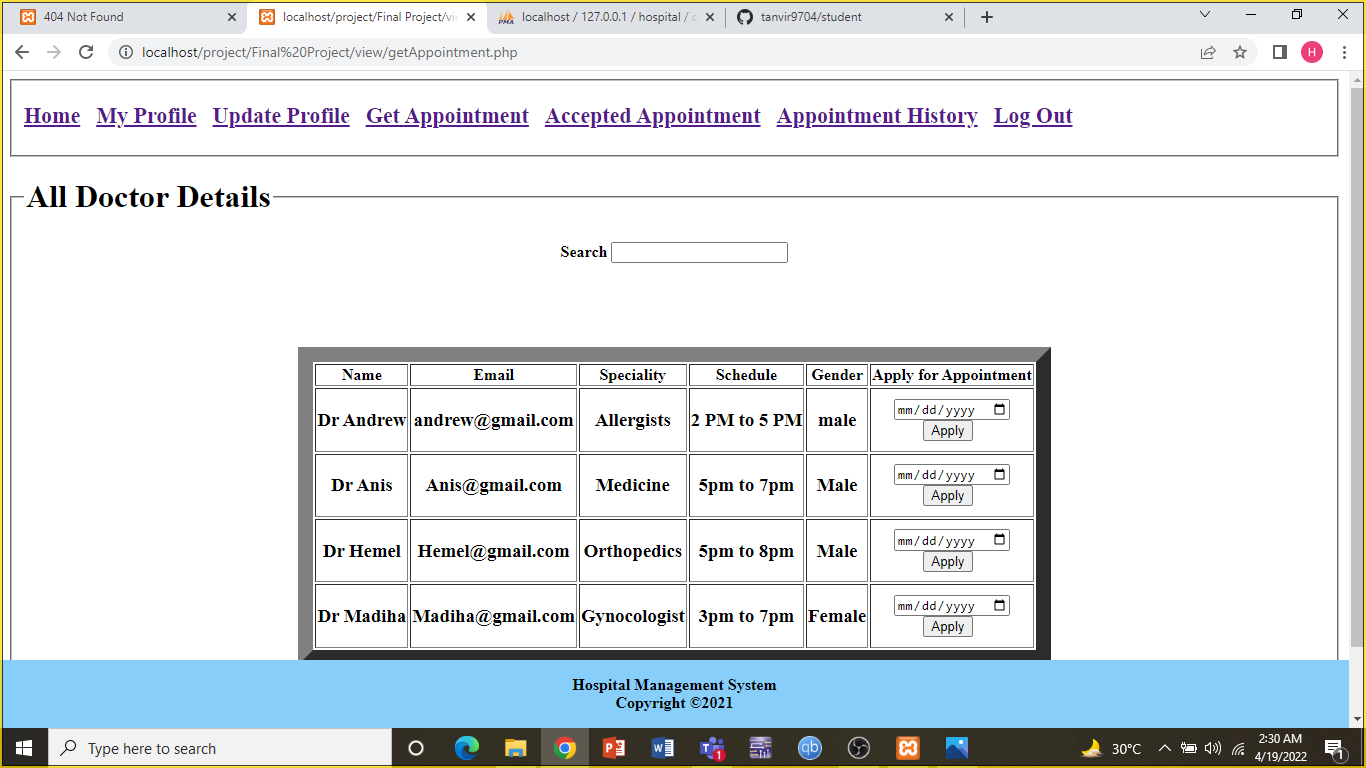 404 Not Found
localhost/project/Final Project/vi
localhost / 127.0.0.1 / hospital /
tanvir9704/student
localhost/project/Final%20Project/view/getAppointment.php
H
Home My Profile Update Profile Get Appointment Accepted Appointment Appointment History Log Out
All Doctor Details
Search
Name Email Speciality Schedule Gender Apply for Appointment
Dr Andrew andrew@gmail.com Allergists 2 PM to 5 PM male mm/dd/yyyy
Apply
Dr Anis Anis@gmail.com Medicine 5pm to 7pm Male mm/dd/yyyy
Apply
Dr Hemel Hemel@gmail.com Orthopedics 5pm to 8pm Male mm/dd/yyyy
Apply
Dr Madiha Madiha@gmail.com Gynocologist 3pm to 7pm Female mm/dd/yyyy
Apply
Hospital Management System
Copyright ©2021
Type here to search
1
qb
30°C
2:30 AM
4/19/2022
1